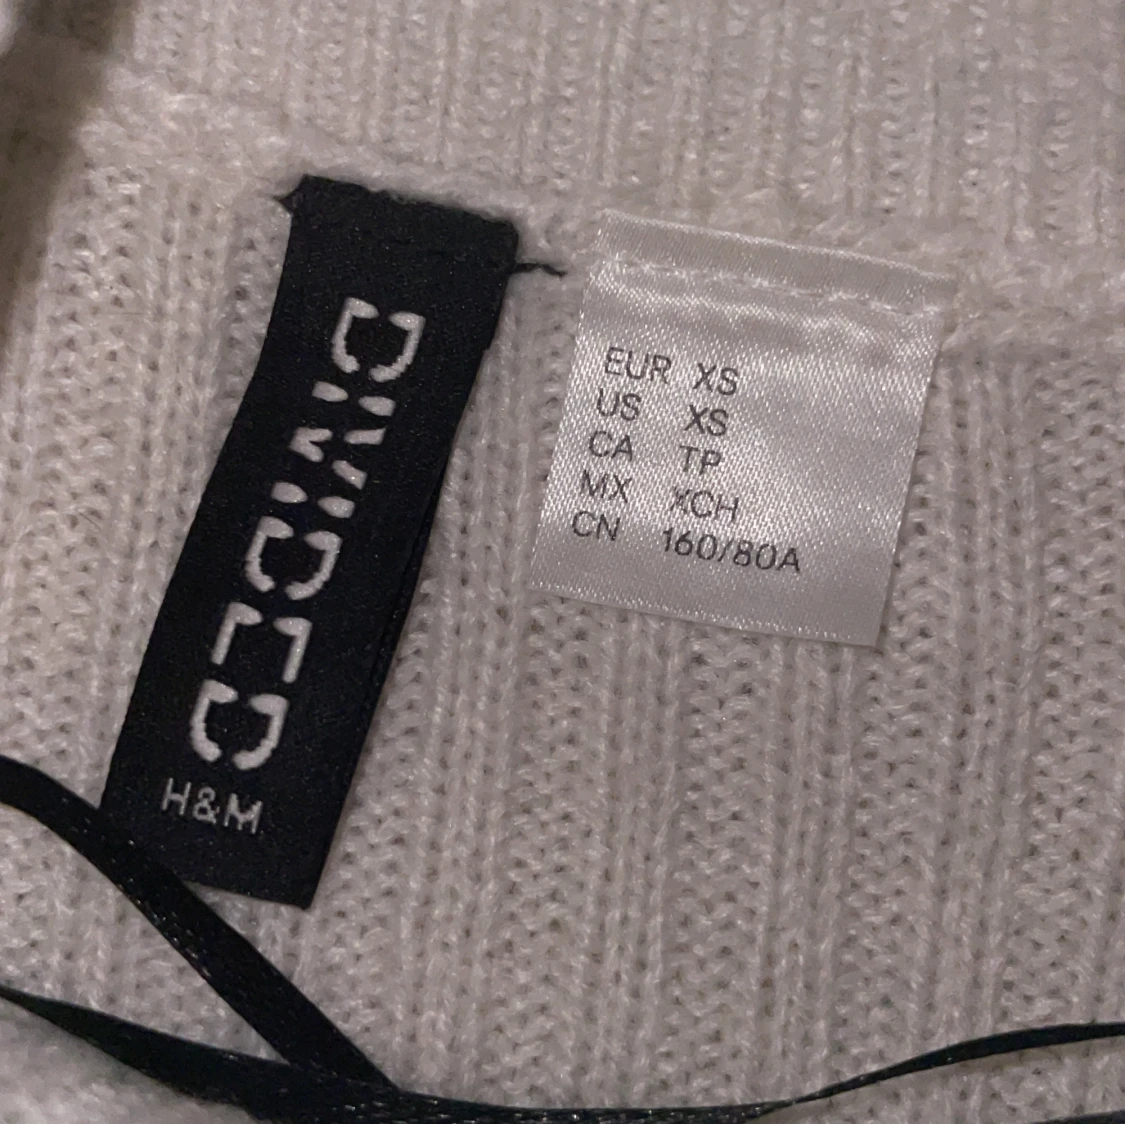 DIVIDED
H&M
EUR XS
US XS
CA TP
MX XCH
CN 160/80A